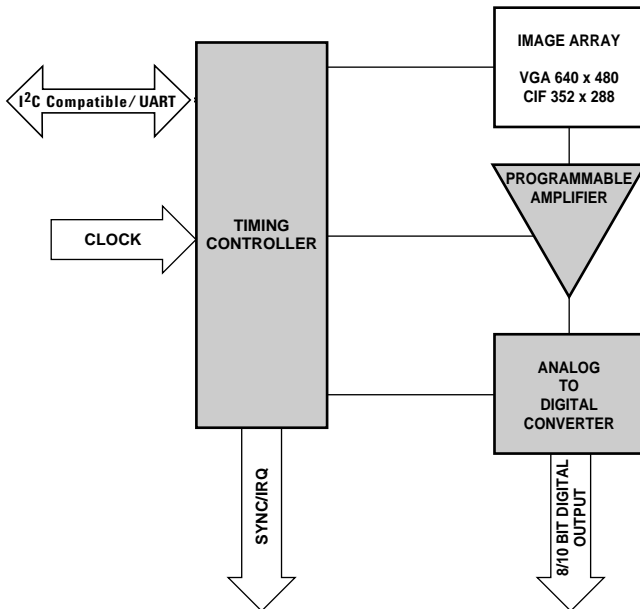 IMAGE ARRAY
VGA 640 x 480
CIF 352 x 288
I²C Compatible/ UART
PROGRAMMABLE
AMPLIFIER
TIMING
CONTROLLER
CLOCK
ANALOG
TO
DIGITAL
CONVERTER
SYNC/IRQ
8/10 BIT DIGITAL
OUTPUT